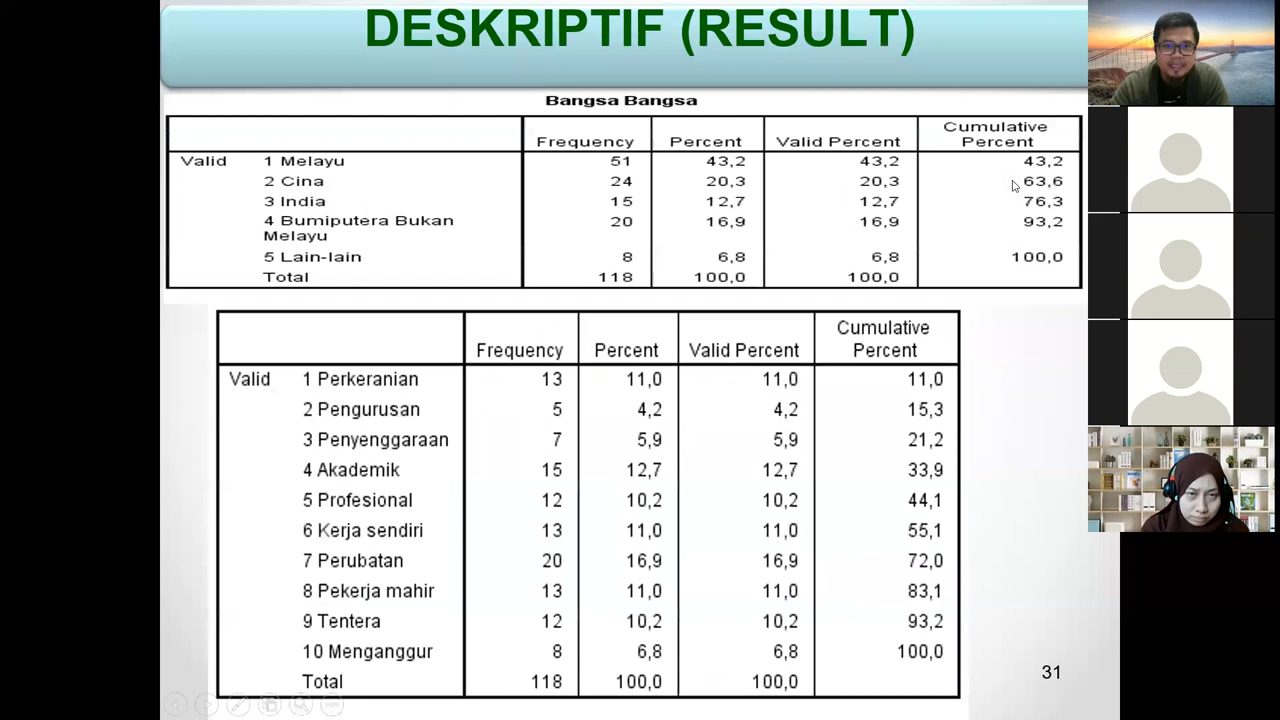 DESKRIPTIF (RESULT)
Bangsa Bangsa
Frequency Percent Valid Percent Cumulative Percent
Valid 1 Melayu 51 43,2 43,2 43,2
2 Cina 24 20,3 20,3 63,6
3 India 15 12,7 12,7 76,3
4 Bumiputera Bukan Melayu 20 16,9 16,9 93,2
5 Lain-lain 8 6,8 6,8 100,0
Total 118 100,0 100,0
Frequency Percent Valid Percent Cumulative Percent
Valid 1 Perkeranian 13 11,0 11,0 11,0
2 Pengurusan 5 4,2 4,2 15,3
3 Penyenggaraan 7 5,9 5,9 21,2
4 Akademik 15 12,7 12,7 33,9
5 Profesional 12 10,2 10,2 44,1
6 Kerja sendiri 13 11,0 11,0 55,1
7 Perubatan 20 16,9 16,9 72,0
8 Pekerja mahir 13 11,0 11,0 83,1
9 Tentera 12 10,2 10,2 93,2
10 Menganggur 8 6,8 6,8 100,0
Total 118 100,0 100,0
31